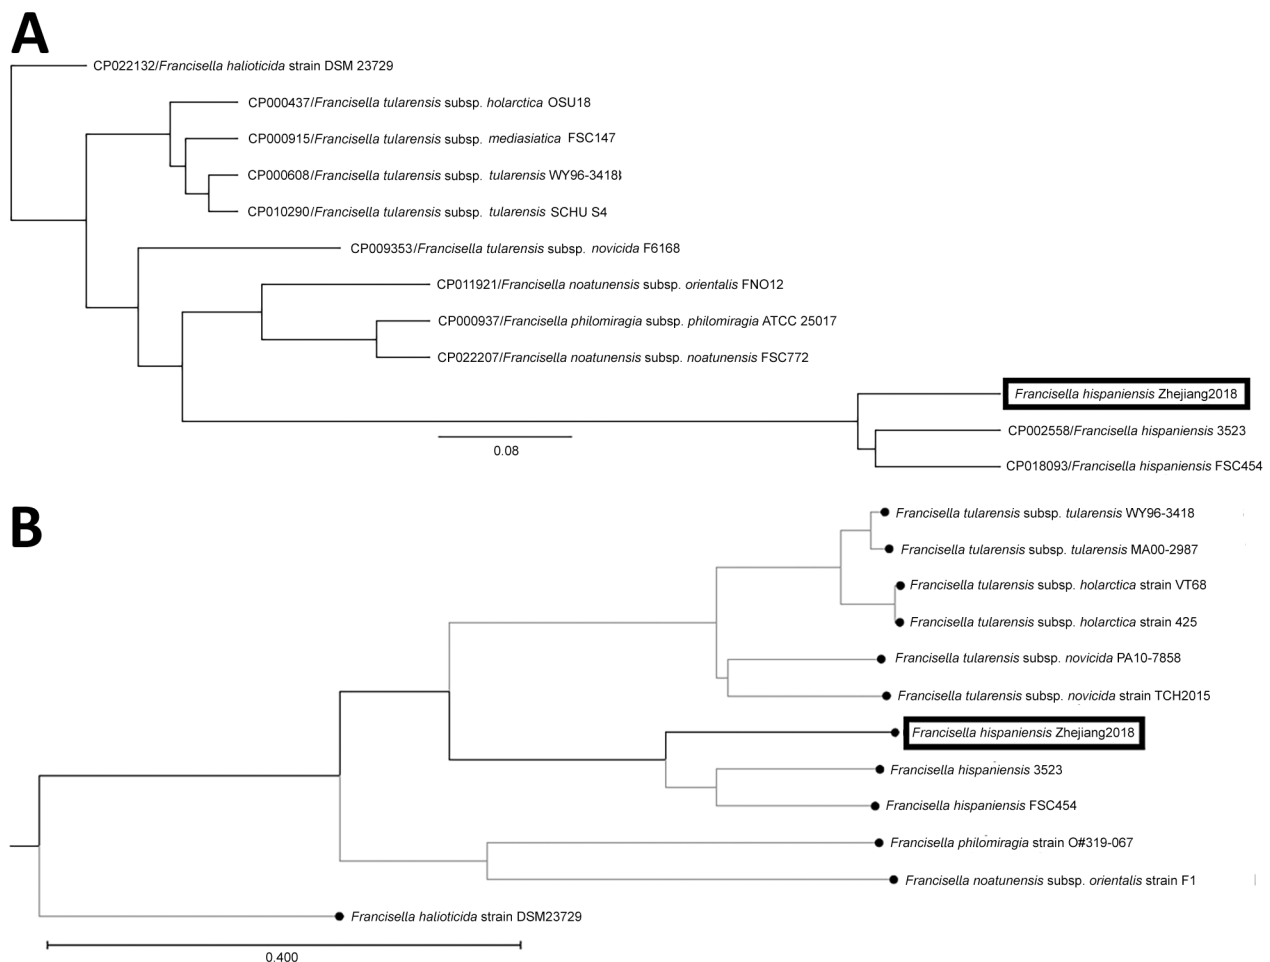 A
CP022132/Francisella halioticida strain DSM 23729
CP000437/Francisella tularensis subsp. holarctica OSU18
CP000915/Francisella tularensis subsp. mediasiatica FSC147
CP000608/Francisella tularensis subsp. tularensis WY96-3418
CP010290/Francisella tularensis subsp. tularensis SCHU S4
CP009353/Francisella tularensis subsp. novicida F6168
CP011921/Francisella noatunensis subsp. orientalis FNO12
CP000937/Francisella philomiragia subsp. philomiragia ATCC 25017
CP022207/Francisella noatunensis subsp. noatunensis FSC772
Francisella hispaniensis Zhejiang2018
CP002558/Francisella hispaniensis 3523
0.08
CP018093/Francisella hispaniensis FSC454
B
Francisella tularensis subsp. tularensis WY96-3418
Francisella tularensis subsp. tularensis MA00-2987
Francisella tularensis subsp. holarctica strain VT68
Francisella tularensis subsp. holarctica strain 425
Francisella tularensis subsp. novicida PA10-7858
Francisella tularensis subsp. novicida strain TCH2015
Francisella hispaniensis Zhejiang2018
Francisella hispaniensis 3523
Francisella hispaniensis FSC454
Francisella philomiragia strain O#319-067
Francisella noatunensis subsp. orientalis strain F1
Francisella halioticida strain DSM23729
0.400